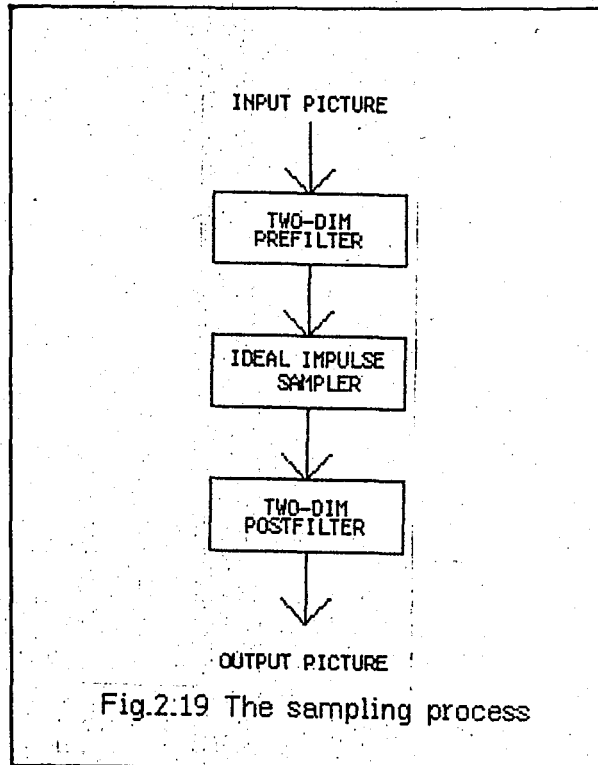 INPUT PICTURE
TWO-DIM
PREFILTER
IDEAL IMPULSE
SAMPLER
TWO-DIM
POSTFILTER
OUTPUT PICTURE
Fig.2.19 The sampling process